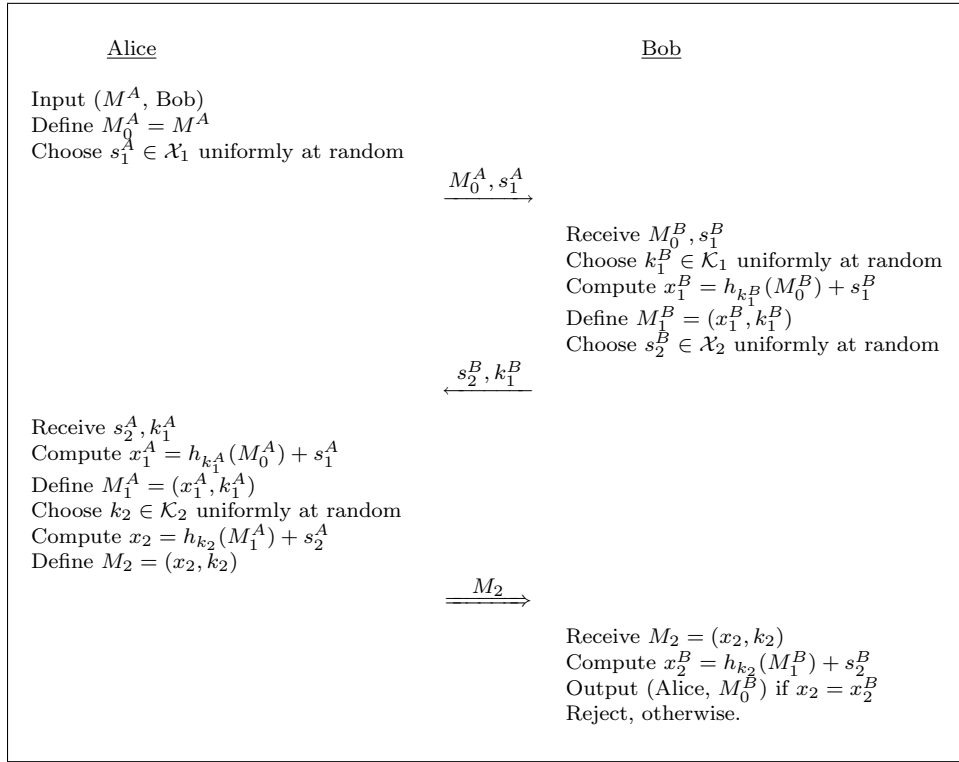 Alice
Bob
Input (M^A, Bob)
Define M_0^A = M^A
Choose s_1^A ∈ 𝒳_1 uniformly at random
M_0^A, s_1^A
Receive M_0^B, s_1^B
Choose k_1^B ∈ 𝒦_1 uniformly at random
Compute x_1^B = h_{k_1^B}(M_0^B) + s_1^B
Define M_1^B = (x_1^B, k_1^B)
Choose s_2^B ∈ 𝒳_2 uniformly at random
s_2^B, k_1^B
Receive s_2^A, k_1^A
Compute x_1^A = h_{k_1^A}(M_0^A) + s_1^A
Define M_1^A = (x_1^A, k_1^A)
Choose k_2 ∈ 𝒦_2 uniformly at random
Compute x_2 = h_{k_2}(M_1^A) + s_2^A
Define M_2 = (x_2, k_2)
M_2
Receive M_2 = (x_2, k_2)
Compute x_2^B = h_{k_2}(M_1^B) + s_2^B
Output (Alice, M_0^B) if x_2 = x_2^B
Reject, otherwise.